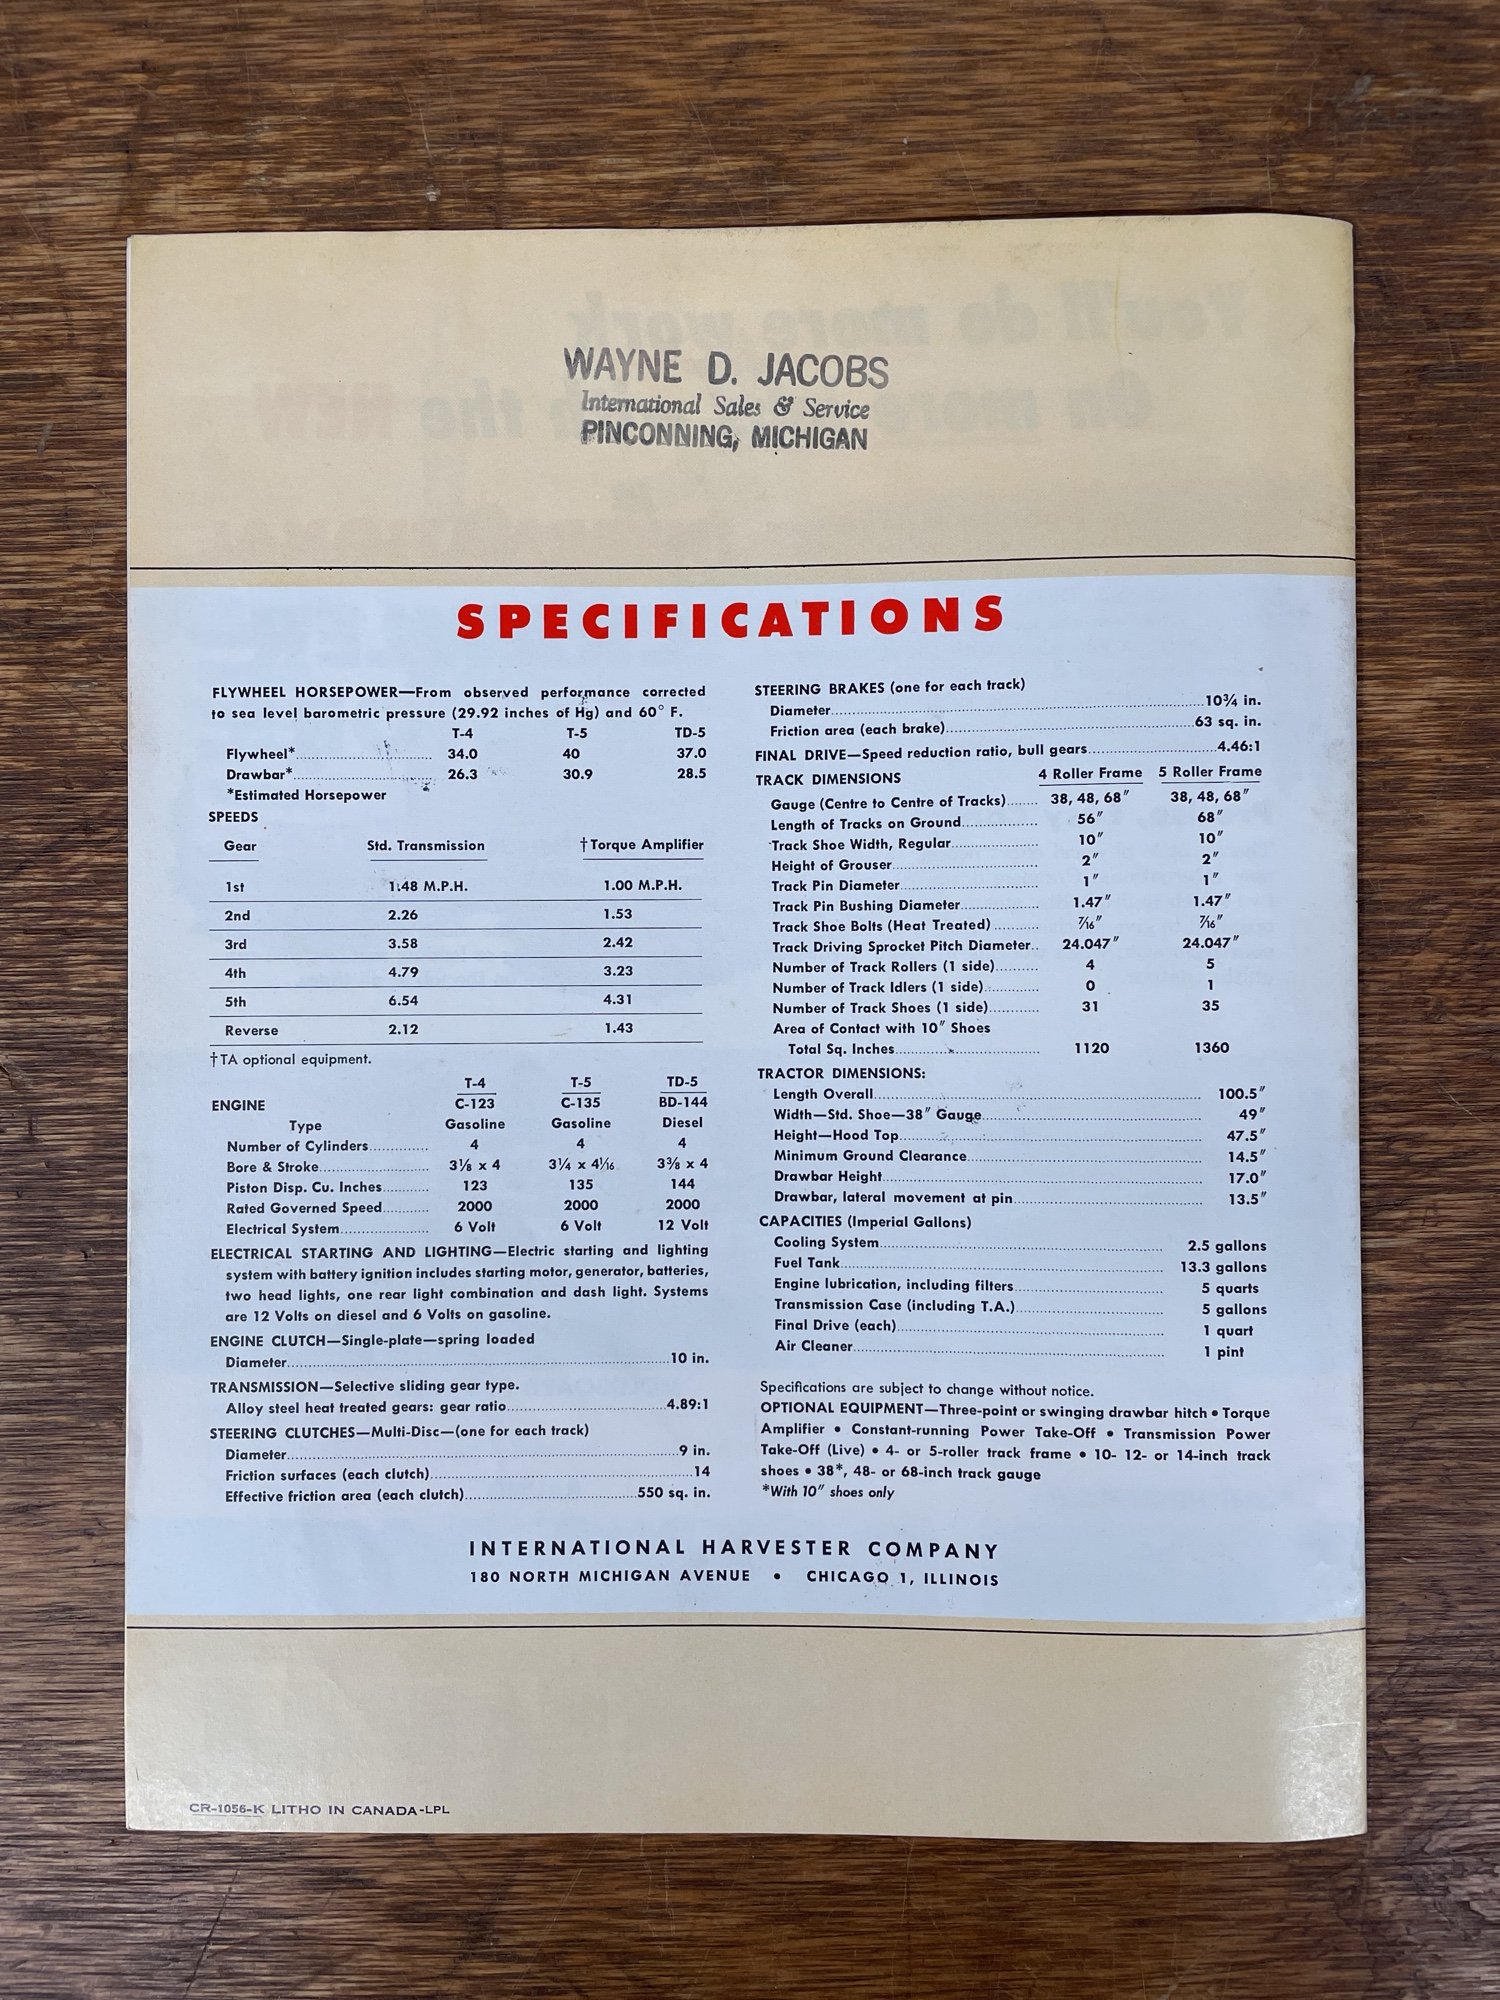 WAYNE D. JACOBS
International Sales & Service
PINCONNING, MICHIGAN
SPECIFICATIONS
FLYWHEEL HORSEPOWER—From observed performance corrected
to sea level barometric pressure (29.92 inches of Hg) and 60° F.
T-4 T-5 TD-5
Flywheel* 34.0 40 37.0
Drawbar* 26.3 30.9 28.5
*Estimated Horsepower
SPEEDS
Gear Std. Transmission †Torque Amplifier
1st 1.48 M.P.H. 1.00 M.P.H.
2nd 2.26 1.53
3rd 3.58 2.42
4th 4.79 3.23
5th 6.54 4.31
Reverse 2.12 1.43
†TA optional equipment.
T-4 T-5 TD-5
ENGINE C-123 C-135 BD-144
Type Gasoline Gasoline Diesel
Number of Cylinders 4 4 4
Bore & Stroke 3⅛ x 4 3¼ x 4 1/16 3⅜ x 4
Piston Disp. Cu. Inches 123 135 144
Rated Governed Speed 2000 2000 2000
Electrical System 6 Volt 6 Volt 12 Volt
ELECTRICAL STARTING AND LIGHTING—Electric starting and lighting
system with battery ignition includes starting motor, generator, batteries,
two head lights, one rear light combination and dash light. Systems
are 12 Volts on diesel and 6 Volts on gasoline.
ENGINE CLUTCH—Single-plate—spring loaded
Diameter 10 in.
TRANSMISSION—Selective sliding gear type.
Alloy steel heat treated gears: gear ratio 4.89:1
STEERING CLUTCHES—Multi-Disc—(one for each track)
Diameter 9 in.
Friction surfaces (each clutch) 14
Effective friction area (each clutch) 550 sq. in.
STEERING BRAKES (one for each track)
Diameter 10¾ in.
Friction area (each brake) 63 sq. in.
FINAL DRIVE—Speed reduction ratio, bull gears 4.46:1
TRACK DIMENSIONS 4 Roller Frame 5 Roller Frame
Gauge (Centre to Centre of Tracks) 38, 48, 68″ 38, 48, 68″
Length of Tracks on Ground 56″ 68″
Track Shoe Width, Regular 10″ 10″
Height of Grouser 2″ 2″
Track Pin Diameter 1″ 1″
Track Pin Bushing Diameter 1.47″ 1.47″
Track Shoe Bolts (Heat Treated) 7/16″ 7/16″
Track Driving Sprocket Pitch Diameter 24.047″ 24.047″
Number of Track Rollers (1 side) 4 5
Number of Track Idlers (1 side) 0 1
Number of Track Shoes (1 side) 31 35
Area of Contact with 10″ Shoes
Total Sq. Inches 1120 1360
TRACTOR DIMENSIONS:
Length Overall 100.5″
Width—Std. Shoe—38″ Gauge 49″
Height—Hood Top 47.5″
Minimum Ground Clearance 14.5″
Drawbar Height 17.0″
Drawbar, lateral movement at pin 13.5″
CAPACITIES (Imperial Gallons)
Cooling System 2.5 gallons
Fuel Tank 13.3 gallons
Engine lubrication, including filters 5 quarts
Transmission Case (including T.A.) 5 gallons
Final Drive (each) 1 quart
Air Cleaner 1 pint
Specifications are subject to change without notice.
OPTIONAL EQUIPMENT—Three-point or swinging drawbar hitch • Torque
Amplifier • Constant-running Power Take-Off • Transmission Power
Take-Off (Live) • 4- or 5-roller track frame • 10- 12- or 14-inch track
shoes • 38*, 48- or 68-inch track gauge
*With 10″ shoes only
INTERNATIONAL HARVESTER COMPANY
180 NORTH MICHIGAN AVENUE • CHICAGO 1, ILLINOIS
CR-1056-K LITHO IN CANADA-LPL